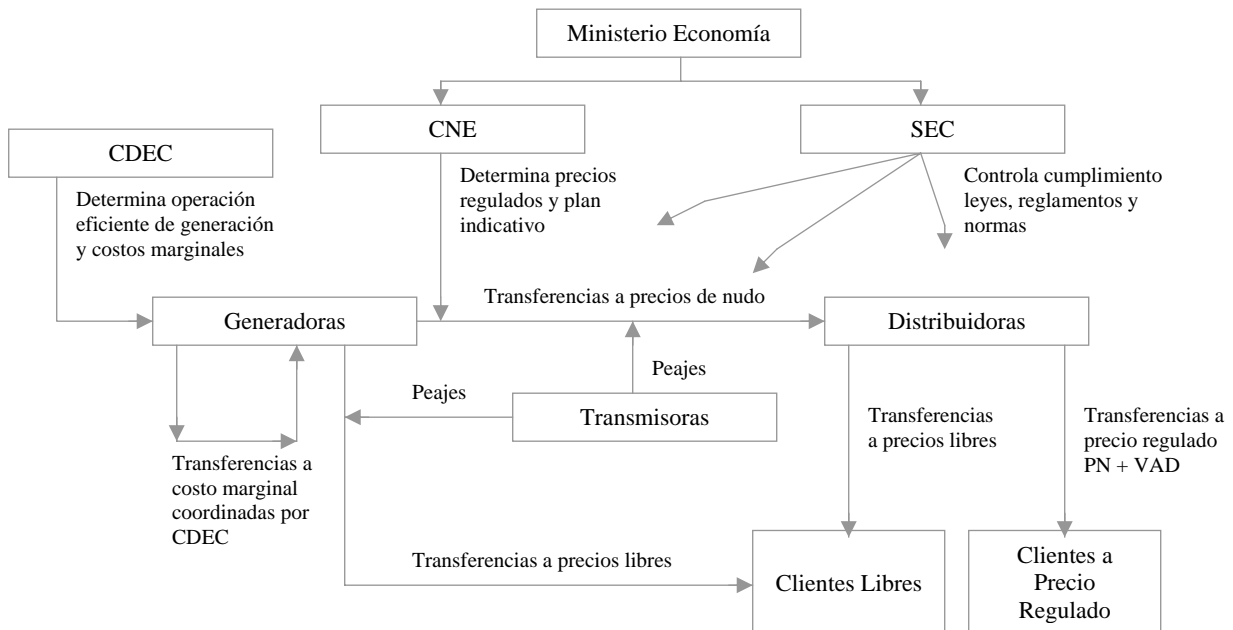 Ministerio Economía
CNE
SEC
CDEC
Determina operación
eficiente de generación
y costos marginales
Determina precios
regulados y plan
indicativo
Controla cumplimiento
leyes, reglamentos y
normas
Transferencias a precios de nudo
Generadoras
Distribuidoras
Peajes
Peajes
Transmisoras
Transferencias
a precios libres
Transferencias a
precio regulado
PN + VAD
Transferencias a
costo marginal
coordinadas por
CDEC
Transferencias a precios libres
Clientes Libres
Clientes a
Precio
Regulado